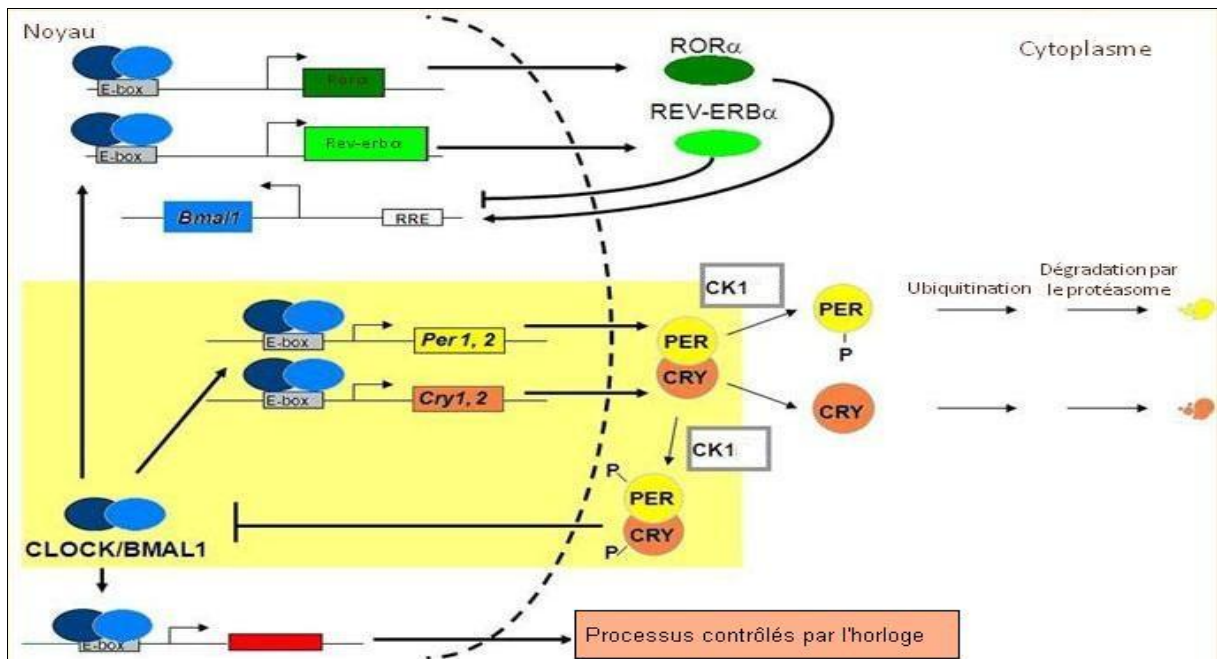 Noyau
Cytoplasme
RORα
E-box
Rorα
REV-ERBα
E-box
Rev-erbα
Bmal1
RRE
CK1
Ubiquitination
Dégradation par
le protéasome
E-box
Per 1, 2
PER
CRY
PER
P
E-box
Cry1, 2
CRY
CK1
P
PER
CRY
P
CLOCK/BMAL1
E-box
Processus contrôlés par l'horloge